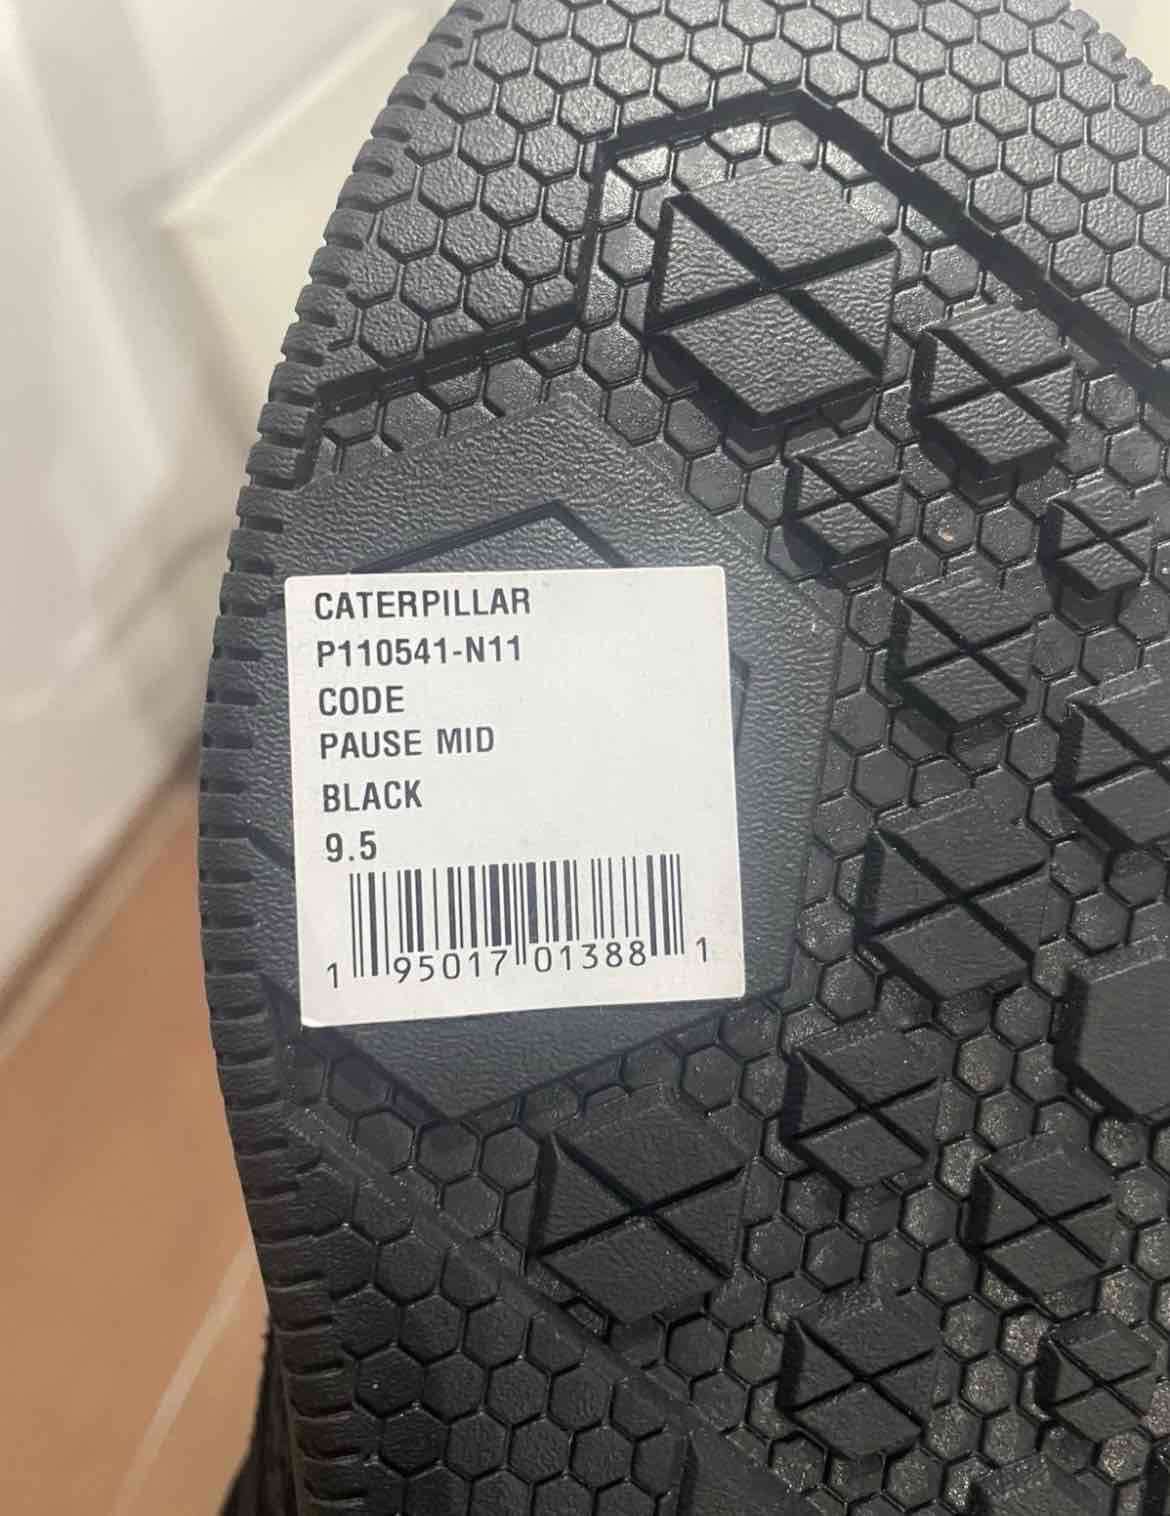 CATERPILLAR
P110541-N11
CODE
PAUSE MID
BLACK
9.5
1 95017 01388 1